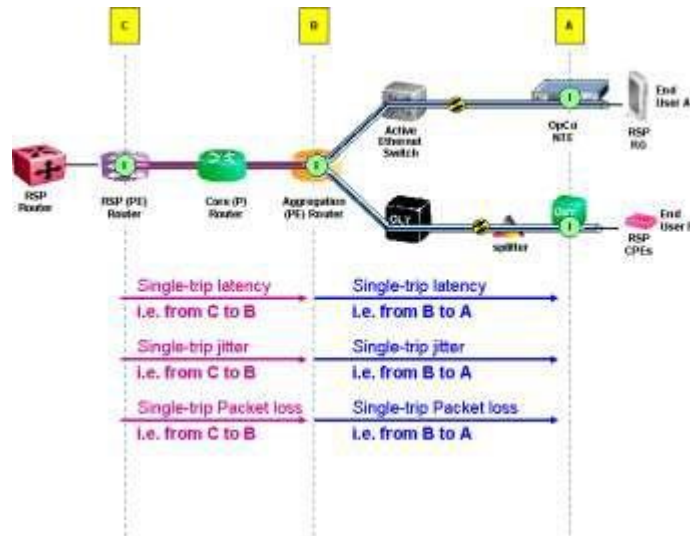 C
B
A
End
User A
Active
Ethernet
Switch
OpCo
NTE
RSP
RG
RSP
Router
RSP (PE)
Router
Core (P)
Router
Aggregation
(PE) Router
OLT
splitter
End
User
RSP
CPEs
Single-trip latency
i.e. from C to B
Single-trip latency
i.e. from B to A
Single-trip jitter
i.e. from C to B
Single-trip jitter
i.e. from B to A
Single-trip Packet loss
i.e. from C to B
Single-trip Packet loss
i.e. from B to A